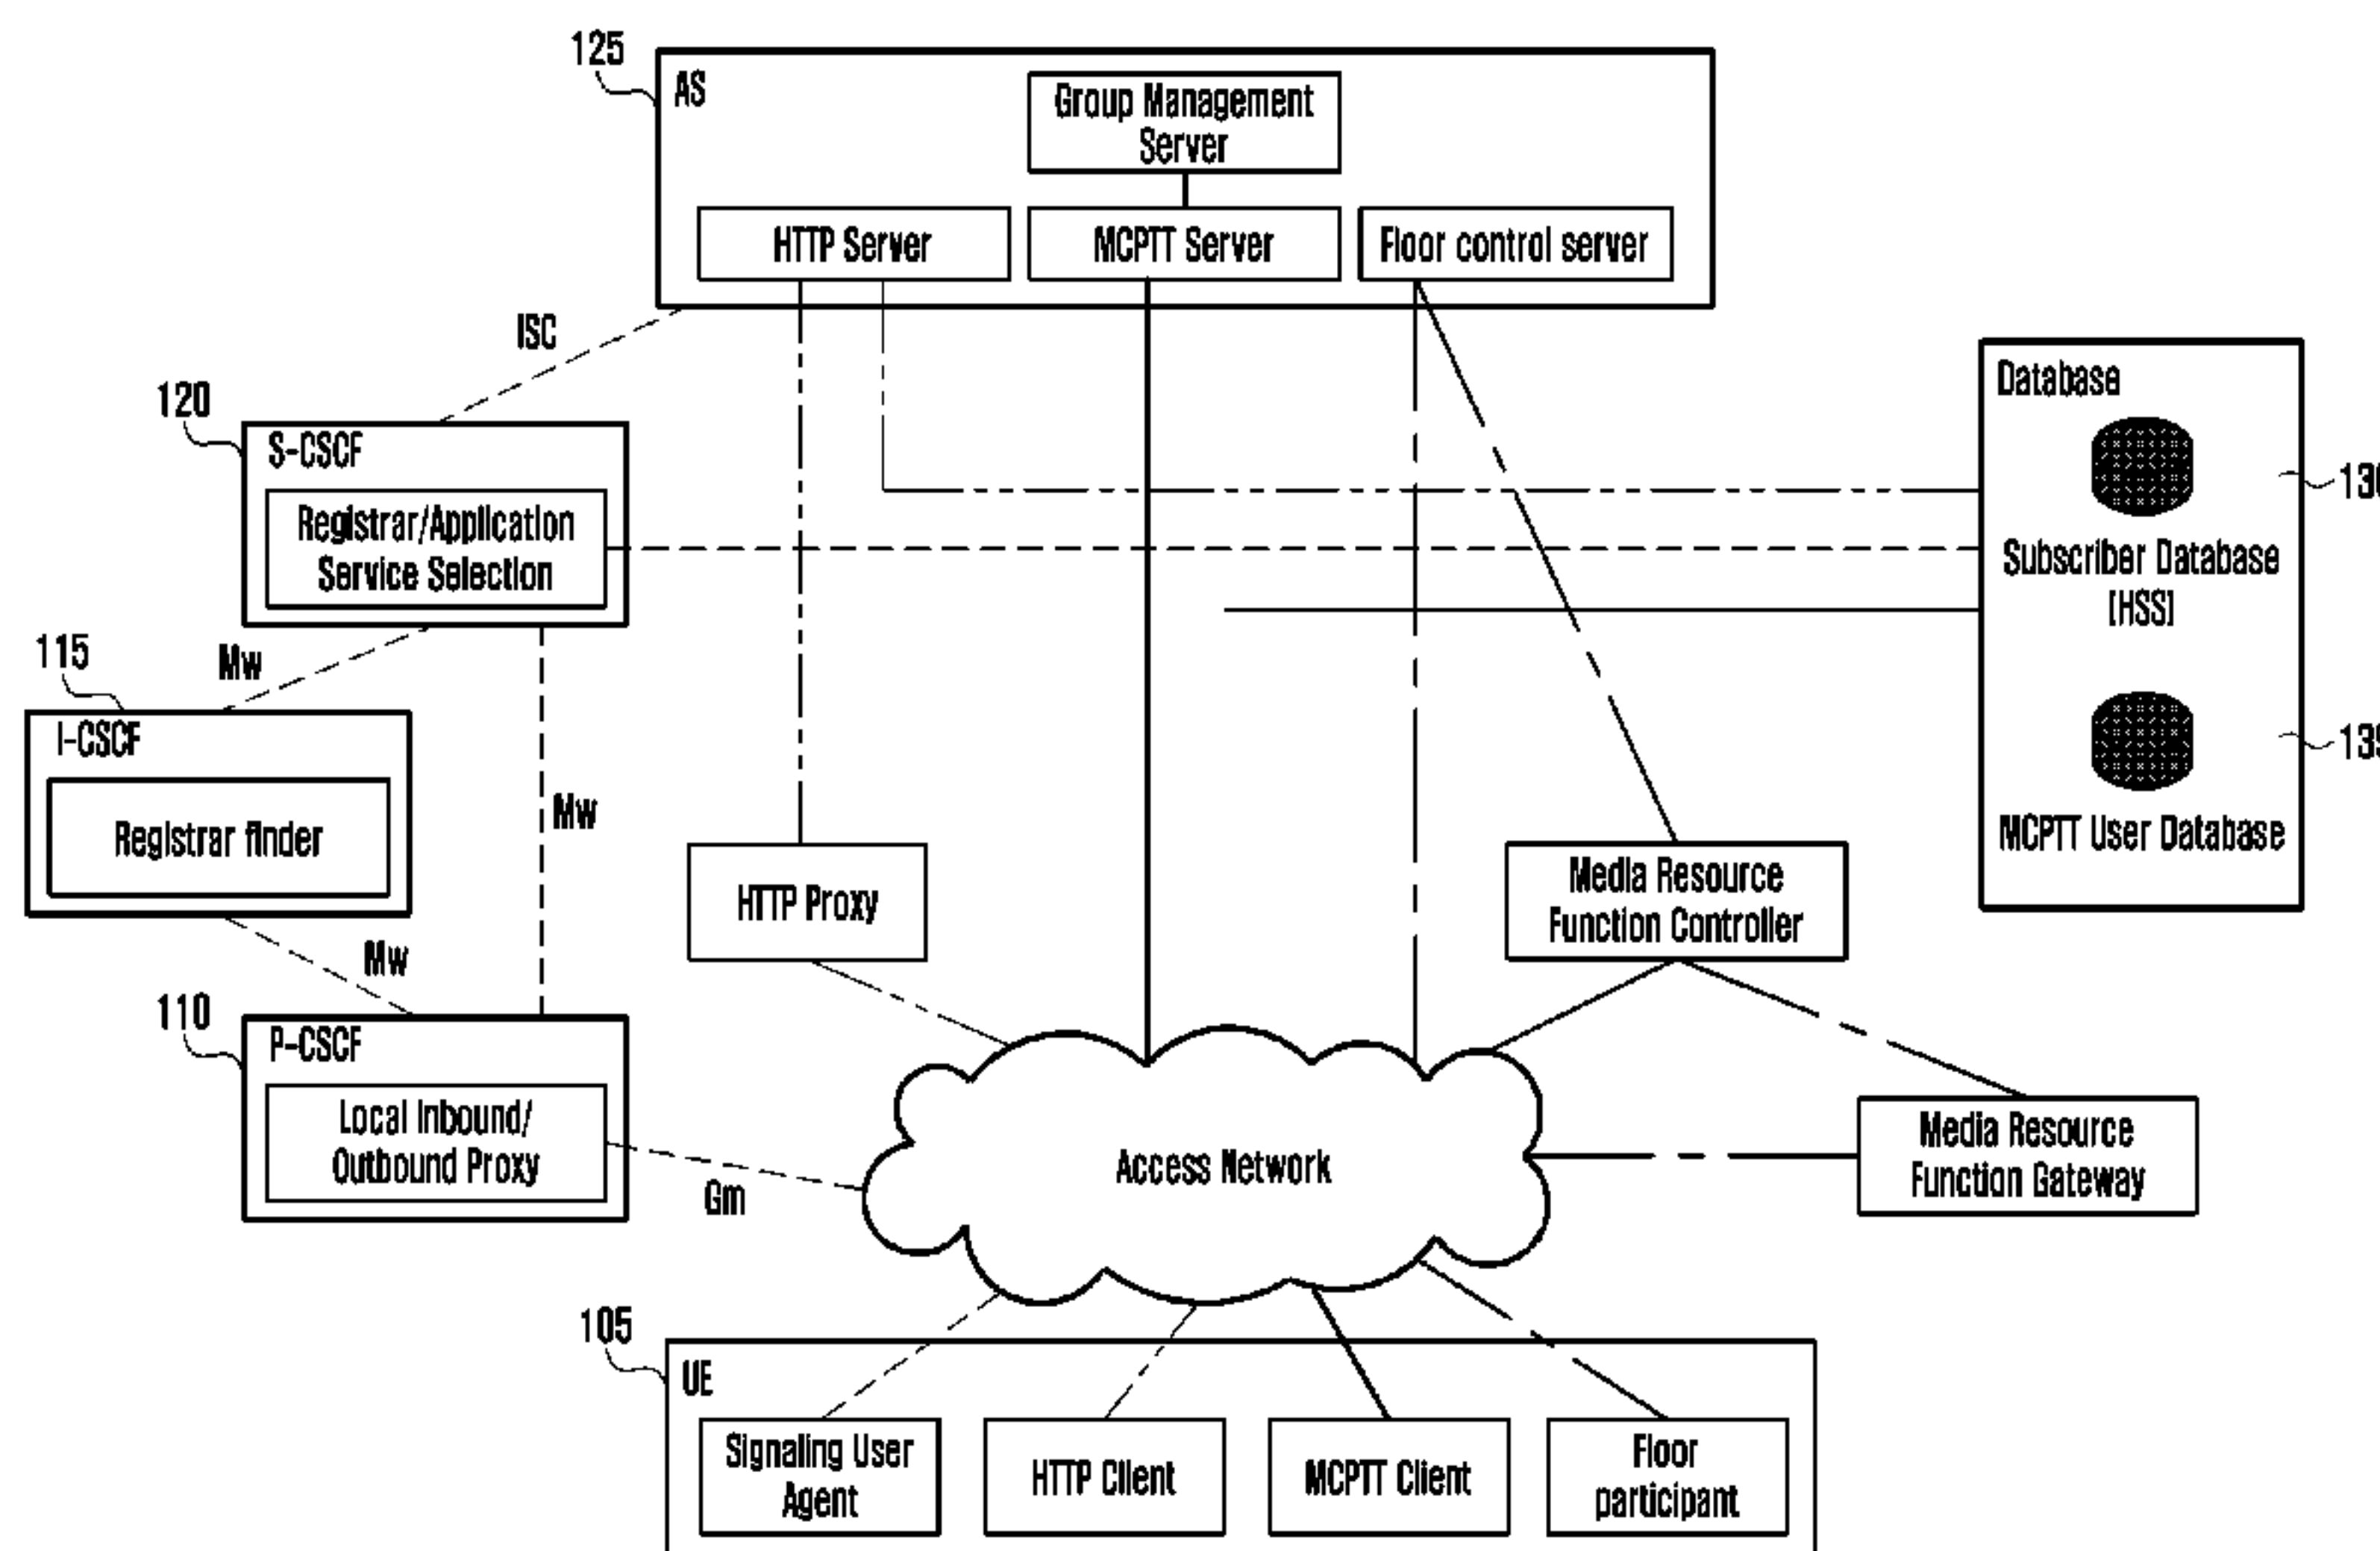 125
AS
Group Management
Server
HTTP Server
MCPTT Server
Floor control server
ISC
120
S-CSCF
Registrar/Application
Service Selection
Database
Subscriber Database
[HSS]
MCPTT User Database
115
Mw
I-CSCF
Registrar finder
Mw
Mw
HTTP Proxy
Media Resource
Function Controller
110
P-CSCF
Local Inbound/
Outbound Proxy
Gm
Access Network
Media Resource
Function Gateway
105
UE
Signaling User
Agent
HTTP Client
MCPTT Client
Floor
participant